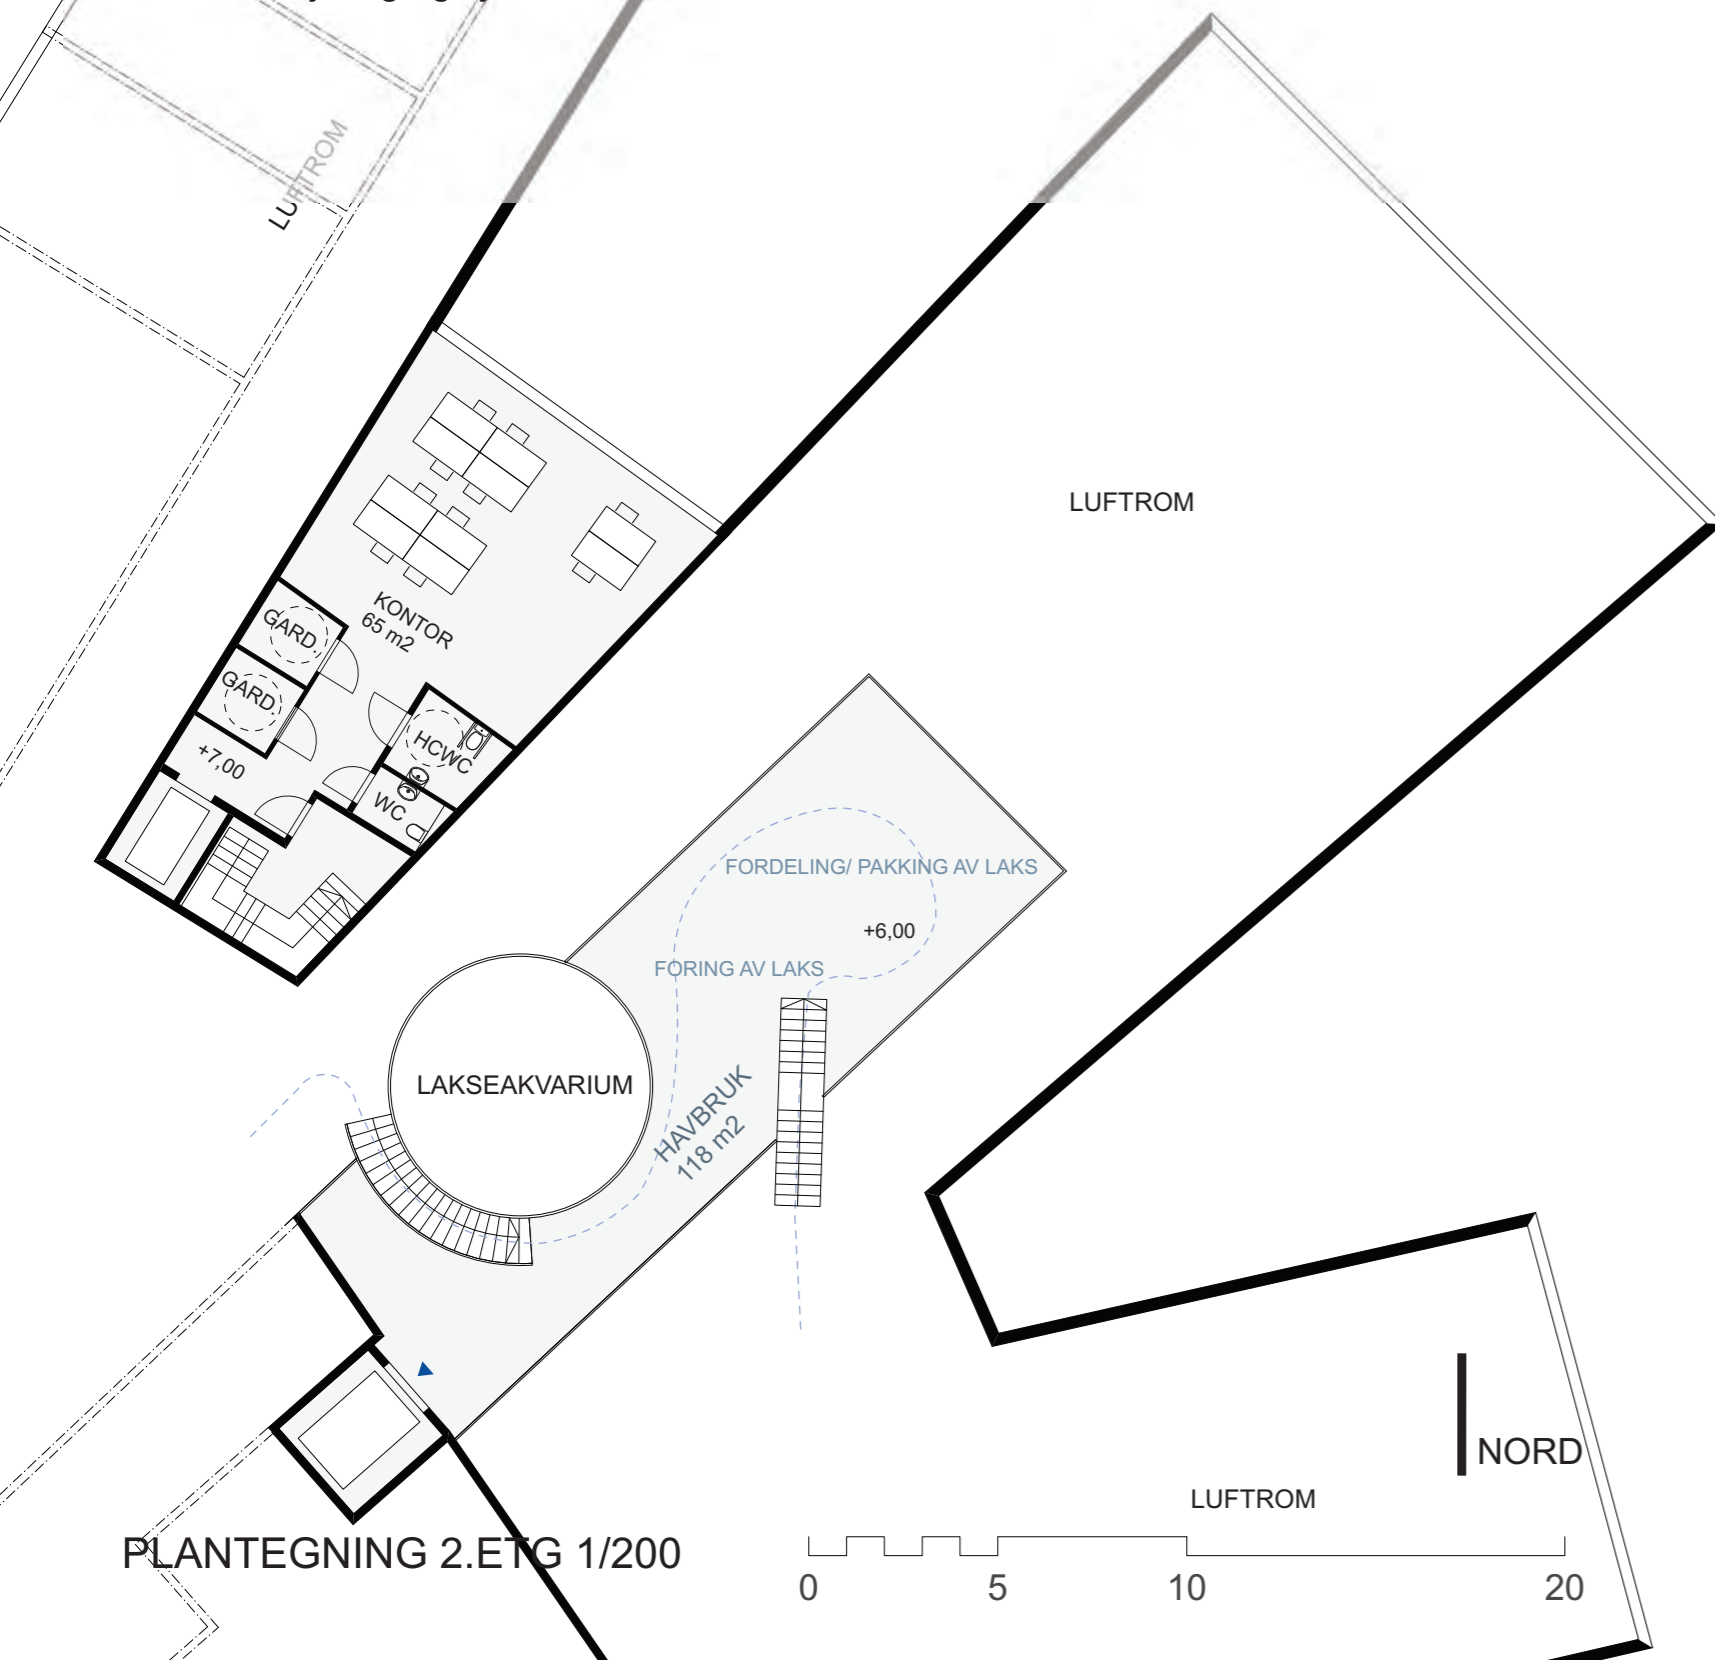 LUFTROM
LUFTROM
KONTOR
65 m2
GARD.
GARD.
HCWC
+7,00
WC
FORDELING/ PAKKING AV LAKS
+6,00
FORING AV LAKS
LAKSEAKVARIUM
HAVBRUK
118 m2
NORD
LUFTROM
PLANTEGNING 2.ETG 1/200
0 5 10 20